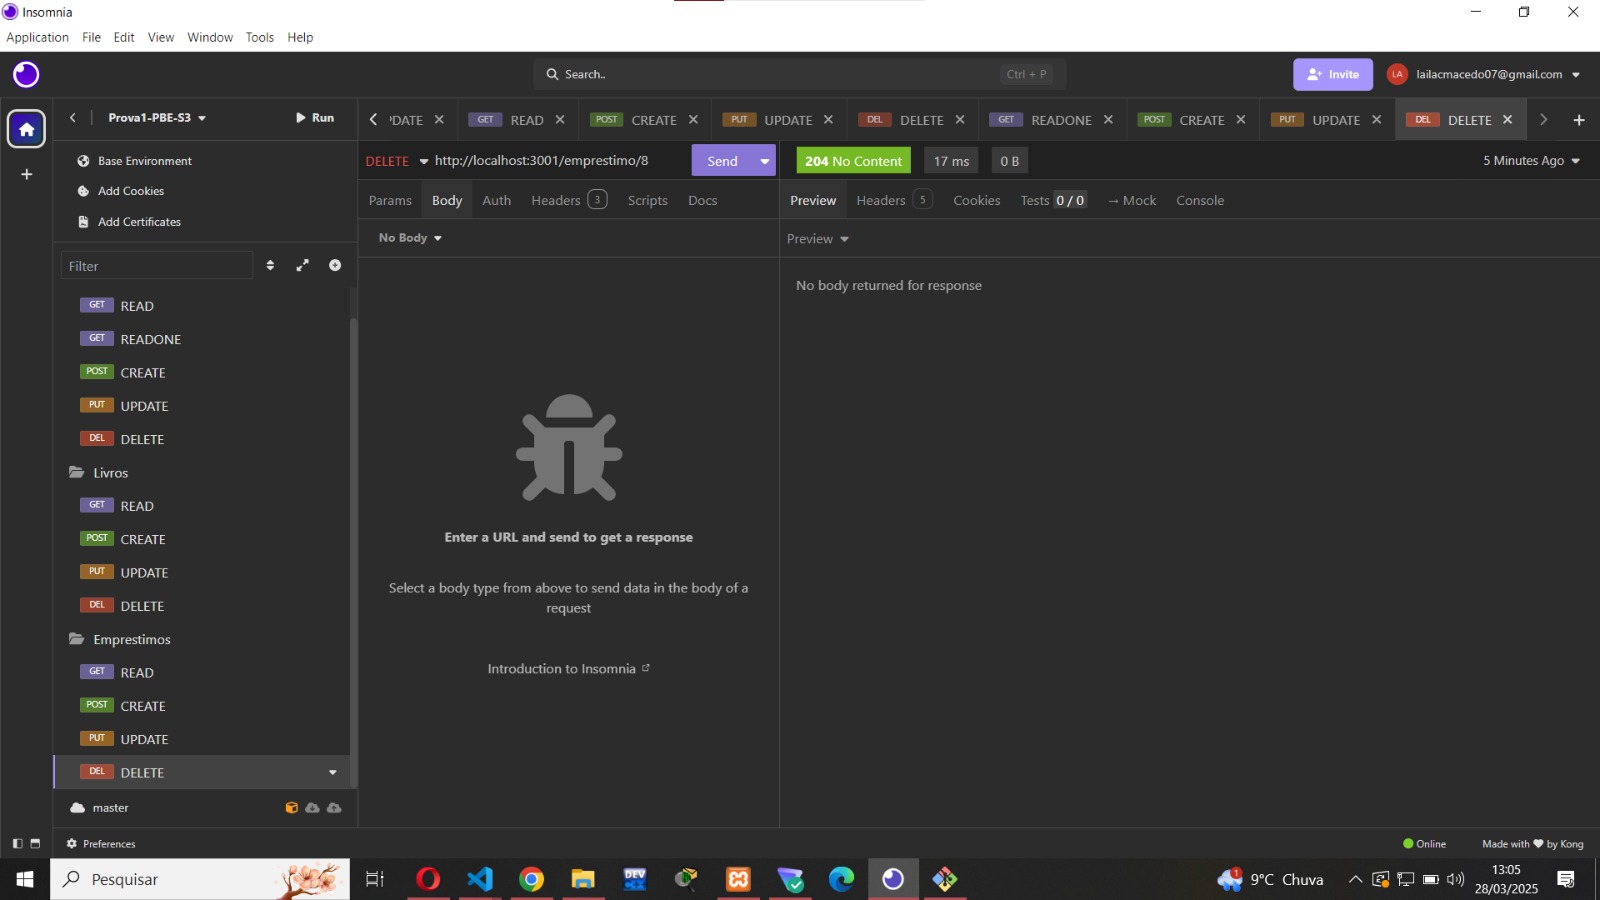 Insomnia
Application File Edit View Window Tools Help
Search.. Ctrl + P
Invite
LA lailacmacedo07@gmail.com
Prova1-PBE-S3 Run
DATE GET READ POST CREATE PUT UPDATE DEL DELETE GET READONE POST CREATE PUT UPDATE DEL DELETE
Base Environment
Add Cookies
Add Certificates
Filter
GET READ
GET READONE
POST CREATE
PUT UPDATE
DEL DELETE
Livros
GET READ
POST CREATE
PUT UPDATE
DEL DELETE
Emprestimos
GET READ
POST CREATE
PUT UPDATE
DEL DELETE
master
DELETE http://localhost:3001/emprestimo/8 Send
Params Body Auth Headers 3 Scripts Docs
No Body
Enter a URL and send to get a response
Select a body type from above to send data in the body of a
request
Introduction to Insomnia
204 No Content 17 ms 0 B 5 Minutes Ago
Preview Headers 5 Cookies Tests 0 / 0 → Mock Console
Preview
No body returned for response
Preferences
Online Made with by Kong
Pesquisar
DEV
1
9°C Chuva
13:05
28/03/2025